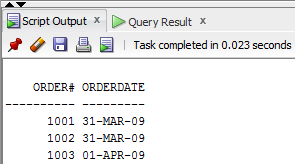 Script Output x Query Result x
Task completed in 0.023 seconds
ORDER# ORDERDATE
---------- ---------
1001 31-MAR-09
1002 31-MAR-09
1003 01-APR-09